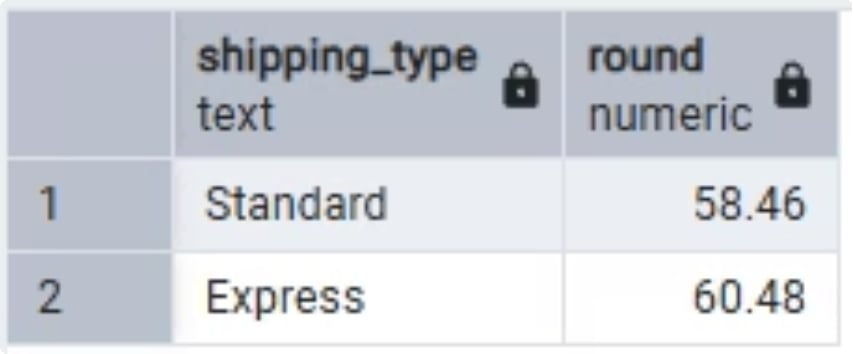 shipping_type round
text numeric
1 Standard 58.46
2 Express 60.48